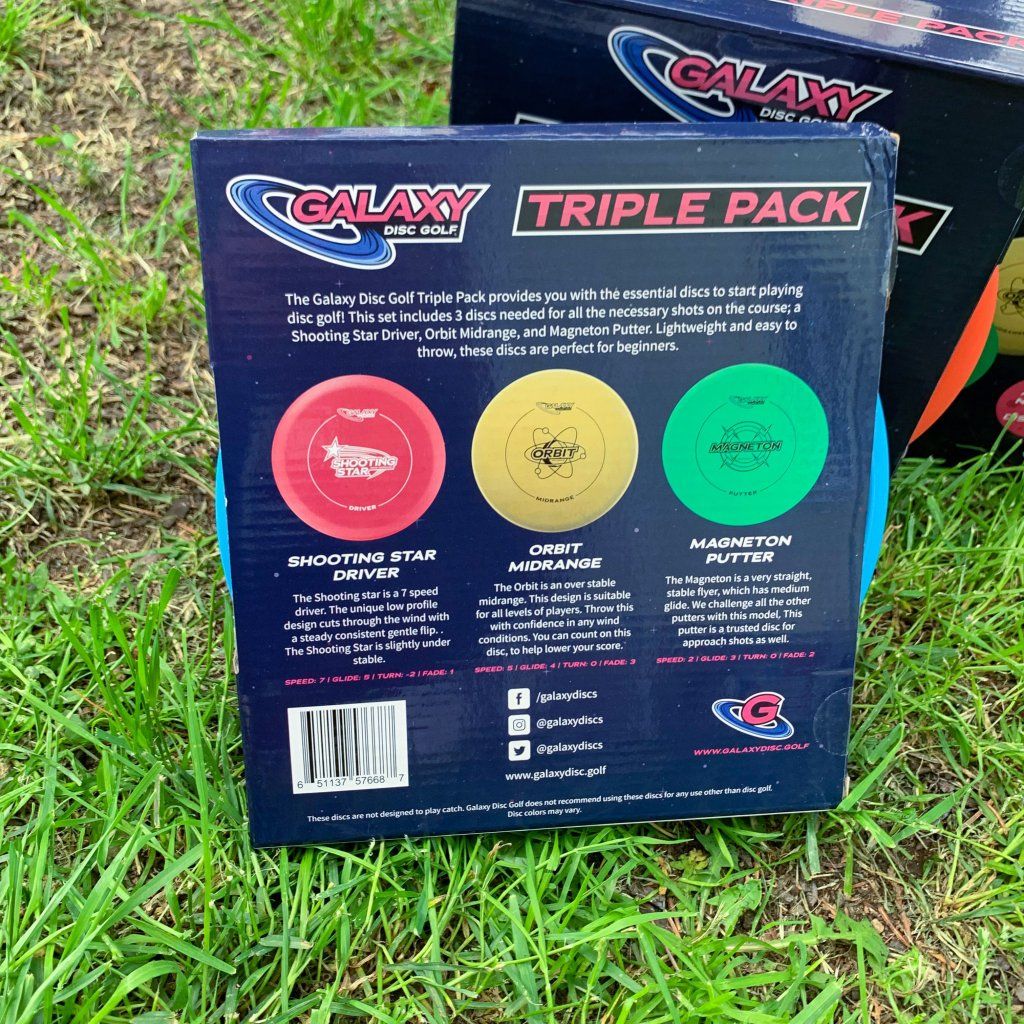 TRIPLE PACK
GALAXY
DISC GOLF
K
GALAXY
DISC GOLF
TRIPLE PACK
The Galaxy Disc Golf Triple Pack provides you with the essential discs to start playing
disc golf! This set includes 3 discs needed for all the necessary shots on the course; a
Shooting Star Driver, Orbit Midrange, and Magneton Putter. Lightweight and easy to
throw, these discs are perfect for beginners.
GALAXY
SHOOTING
STAR
DRIVER
GALAXY
ORBIT
MIDRANGE
GALAXY
MAGNETON
PUTTER
SHOOTING STAR
DRIVER
The Shooting star is a 7 speed
driver. The unique low profile
design cuts through the wind with
a steady consistent gentle flip. .
The Shooting Star is slightly under
stable.
SPEED: 7 | GLIDE: 5 | TURN: -2 | FADE: 1
ORBIT
MIDRANGE
The Orbit is an over stable
midrange. This design is suitable
for all levels of players. Throw this
with confidence in any wind
conditions. You can count on this
disc, to help lower your score.
SPEED: 5 | GLIDE: 4 | TURN: 0 | FADE: 3
MAGNETON
PUTTER
The Magneton is a very straight,
stable flyer, which has medium
glide. We challenge all the other
putters with this model. This
putter is a trusted disc for
approach shots as well.
SPEED: 2 | GLIDE: 3 | TURN: 0 | FADE: 2
6 51137 57668 7
/galaxydiscs
@galaxydiscs
@galaxydiscs
www.galaxydisc.golf
G
WWW.GALAXYDISC.GOLF
These discs are not designed to play catch. Galaxy Disc Golf does not recommend using these discs for any use other than disc golf.
Disc colors may vary.